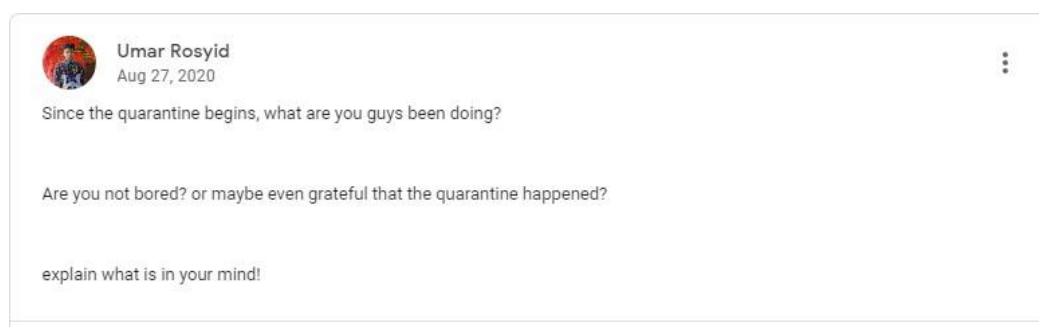 Umar Rosyid
Aug 27, 2020
Since the quarantine begins, what are you guys been doing?
Are you not bored? or maybe even grateful that the quarantine happened?
explain what is in your mind!